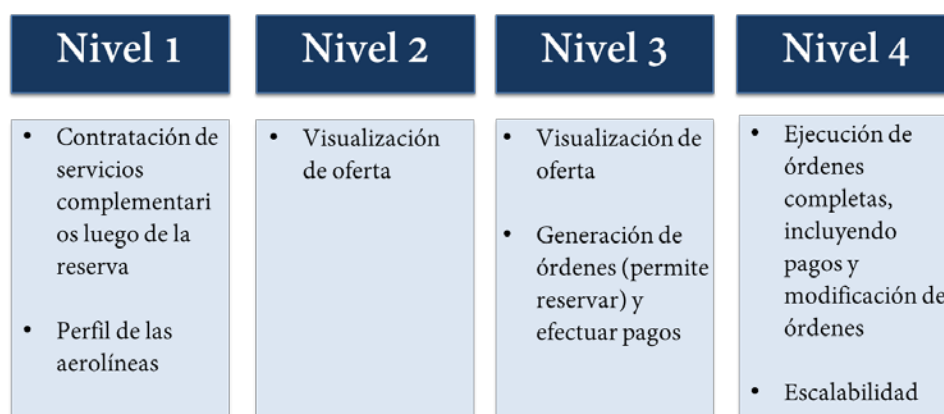 Nivel 1
Contratación de
servicios
complementari
os luego de la
reserva
Perfil de las
aerolíneas
Nivel 2
Visualización
de oferta
Nivel 3
Visualización de
oferta
Generación de
órdenes (permite
reservar) y
efectuar pagos
Nivel 4
Ejecución de
órdenes
completas,
incluyendo
pagos y
modificación de
órdenes
Escalabilidad